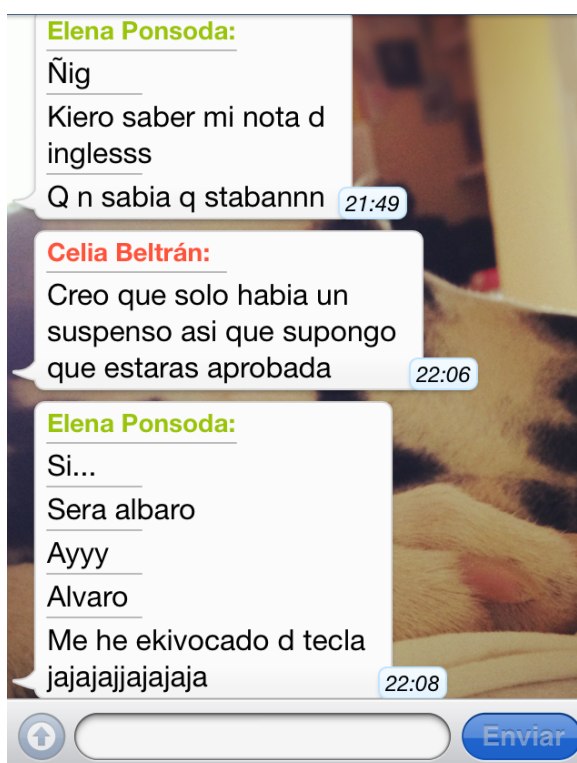 Elena Ponsoda:
Ñig
Kiero saber mi nota d
inglesss
Q n sabia q stabannn 21:49
Celia Beltrán:
Creo que solo habia un
suspenso asi que supongo
que estaras aprobada 22:06
Elena Ponsoda:
Si...
Sera albaro
Ayyy
Alvaro
Me he ekivocado d tecla
jajajajjajajaja 22:08
Enviar